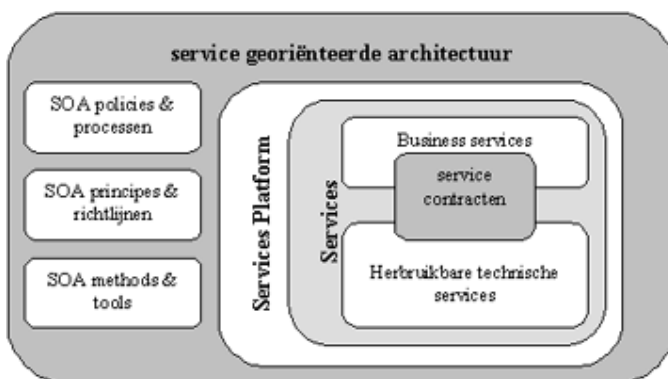 service georiënteerde architectuur
SOA policies &
processen
SOA principes &
richtlijnen
SOA methods &
tools
Services Platform
Services
Business services
service
contracten
Herbruikbare technische
services